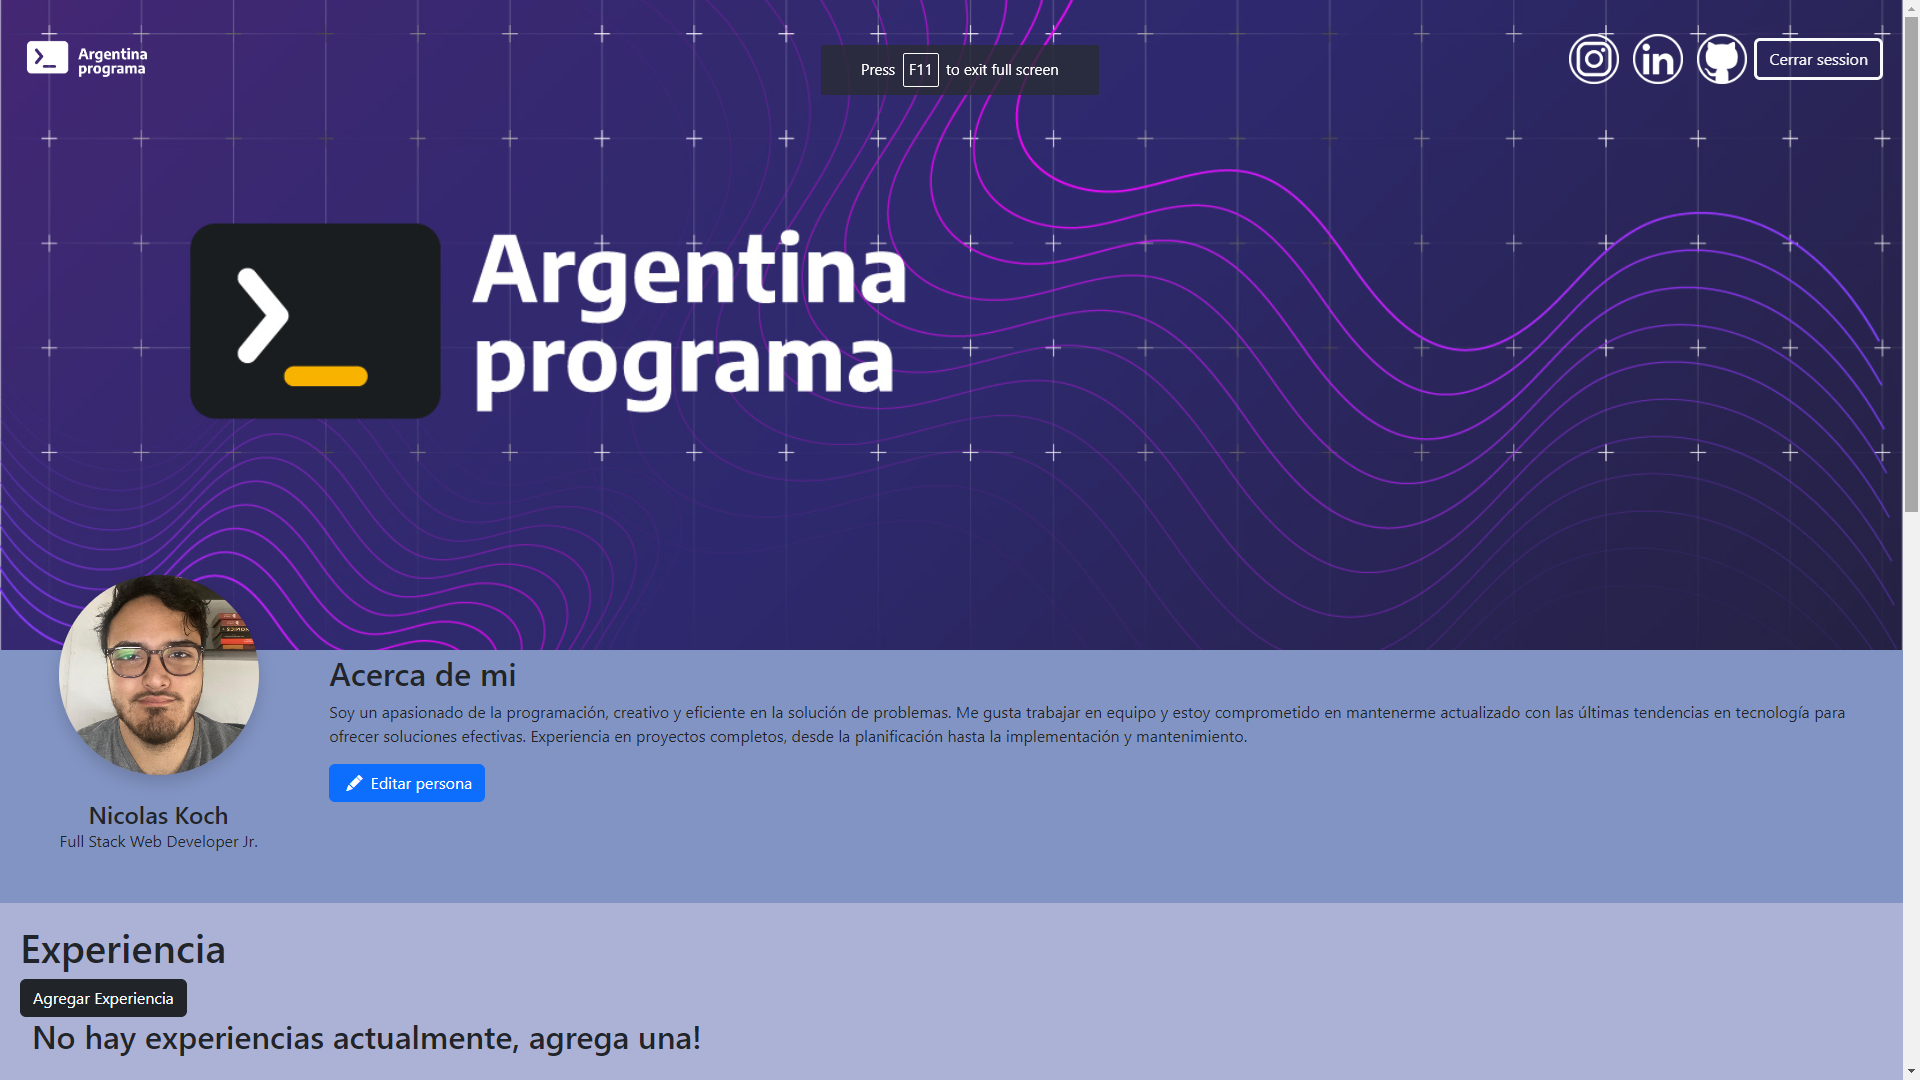 Argentina
programa
Press F11 to exit full screen
Cerrar session
Argentina
programa
Acerca de mi
Soy un apasionado de la programación, creativo y eficiente en la solución de problemas. Me gusta trabajar en equipo y estoy comprometido en mantenerme actualizado con las últimas tendencias en tecnología para
ofrecer soluciones efectivas. Experiencia en proyectos completos, desde la planificación hasta la implementación y mantenimiento.
Editar persona
Nicolas Koch
Full Stack Web Developer Jr.
Experiencia
Agregar Experiencia
No hay experiencias actualmente, agrega una!